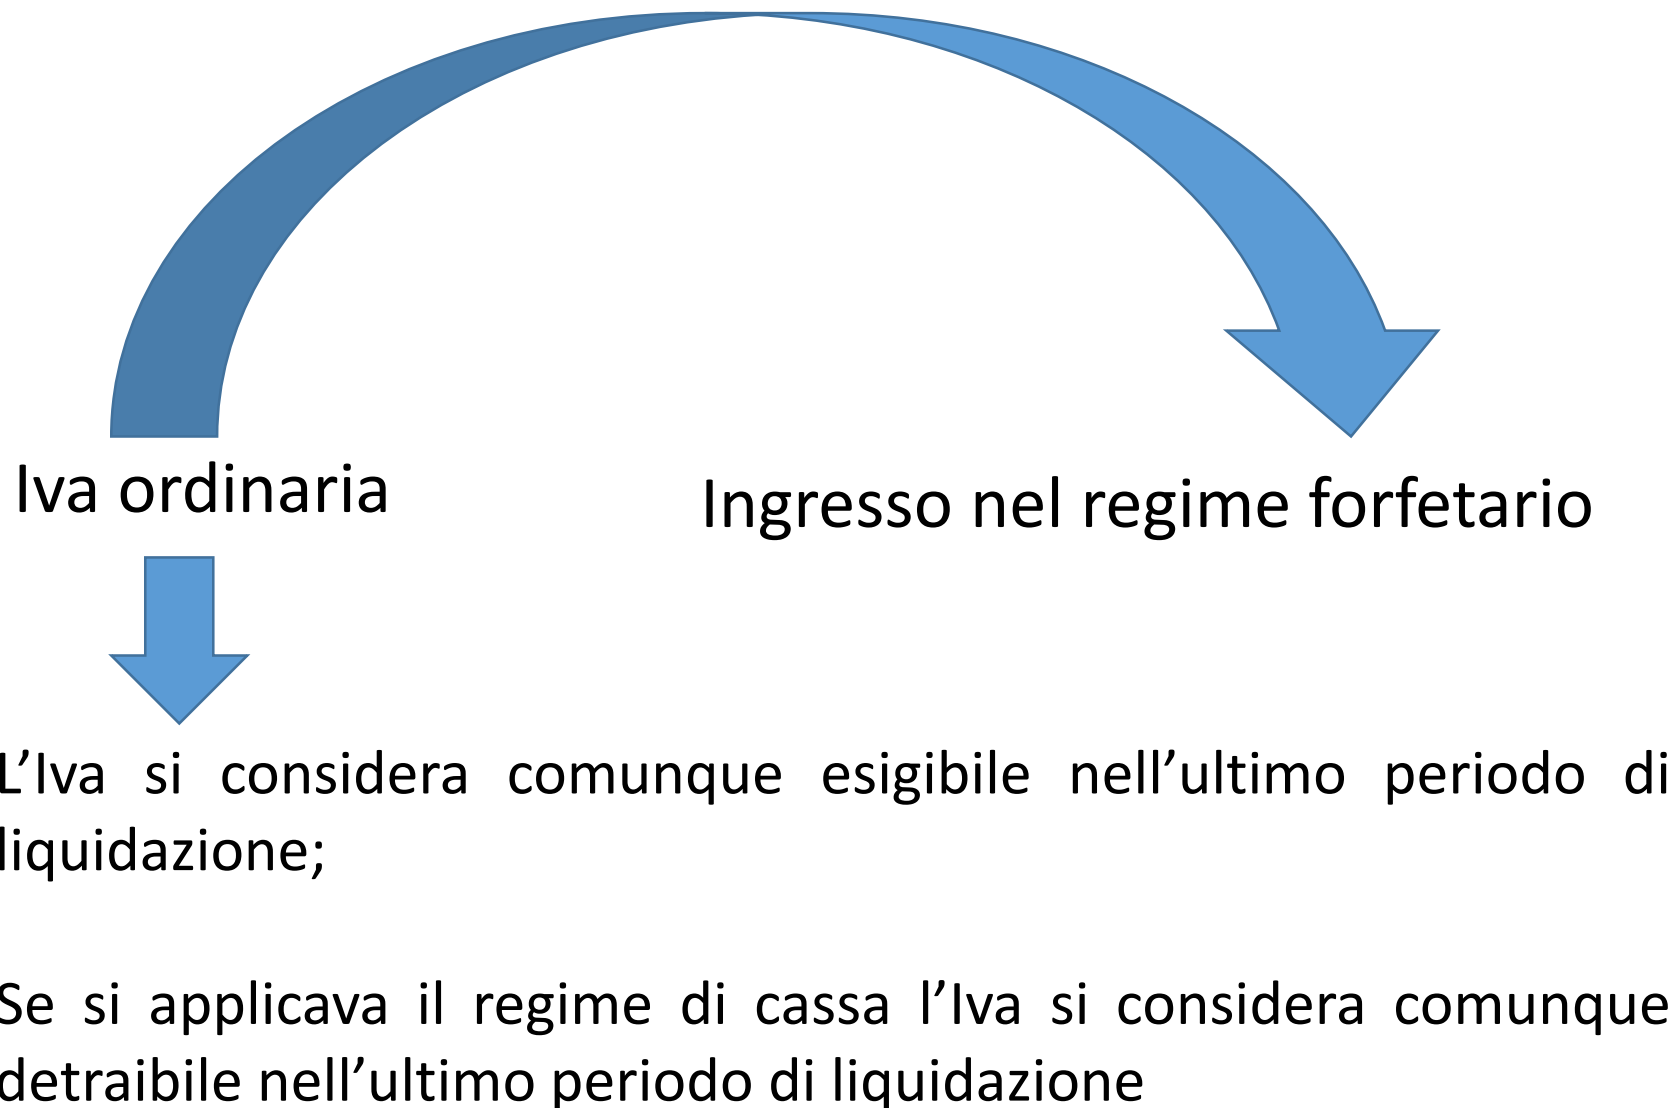 Iva ordinaria
Ingresso nel regime forfetario
L’Iva si considera comunque esigibile nell’ultimo periodo di
liquidazione;
Se si applicava il regime di cassa l’Iva si considera comunque
detraibile nell’ultimo periodo di liquidazione